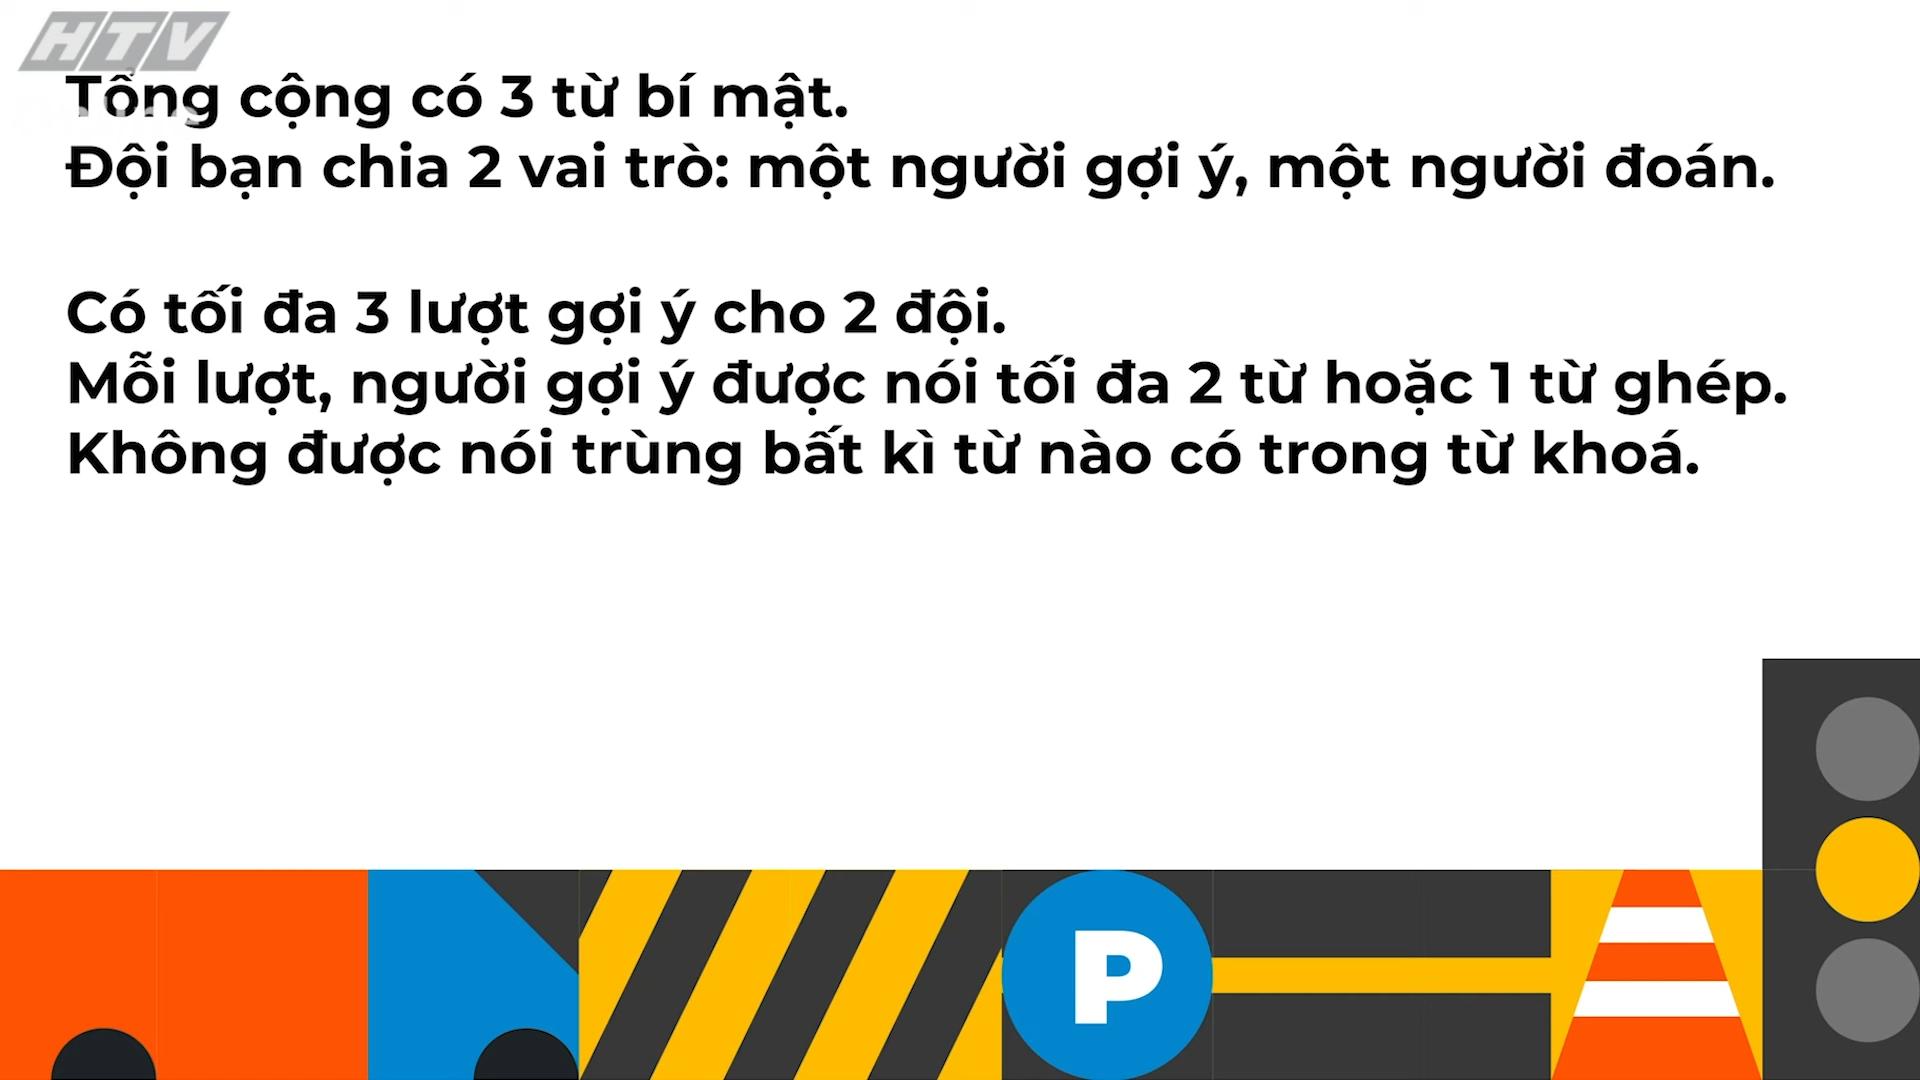 HTV
Tổng cộng có 3 từ bí mật.
Đội bạn chia 2 vai trò: một người gợi ý, một người đoán.
Có tối đa 3 lượt gợi ý cho 2 đội.
Mỗi lượt, người gợi ý được nói tối đa 2 từ hoặc 1 từ ghép.
Không được nói trùng bất kì từ nào có trong từ khoá.
P